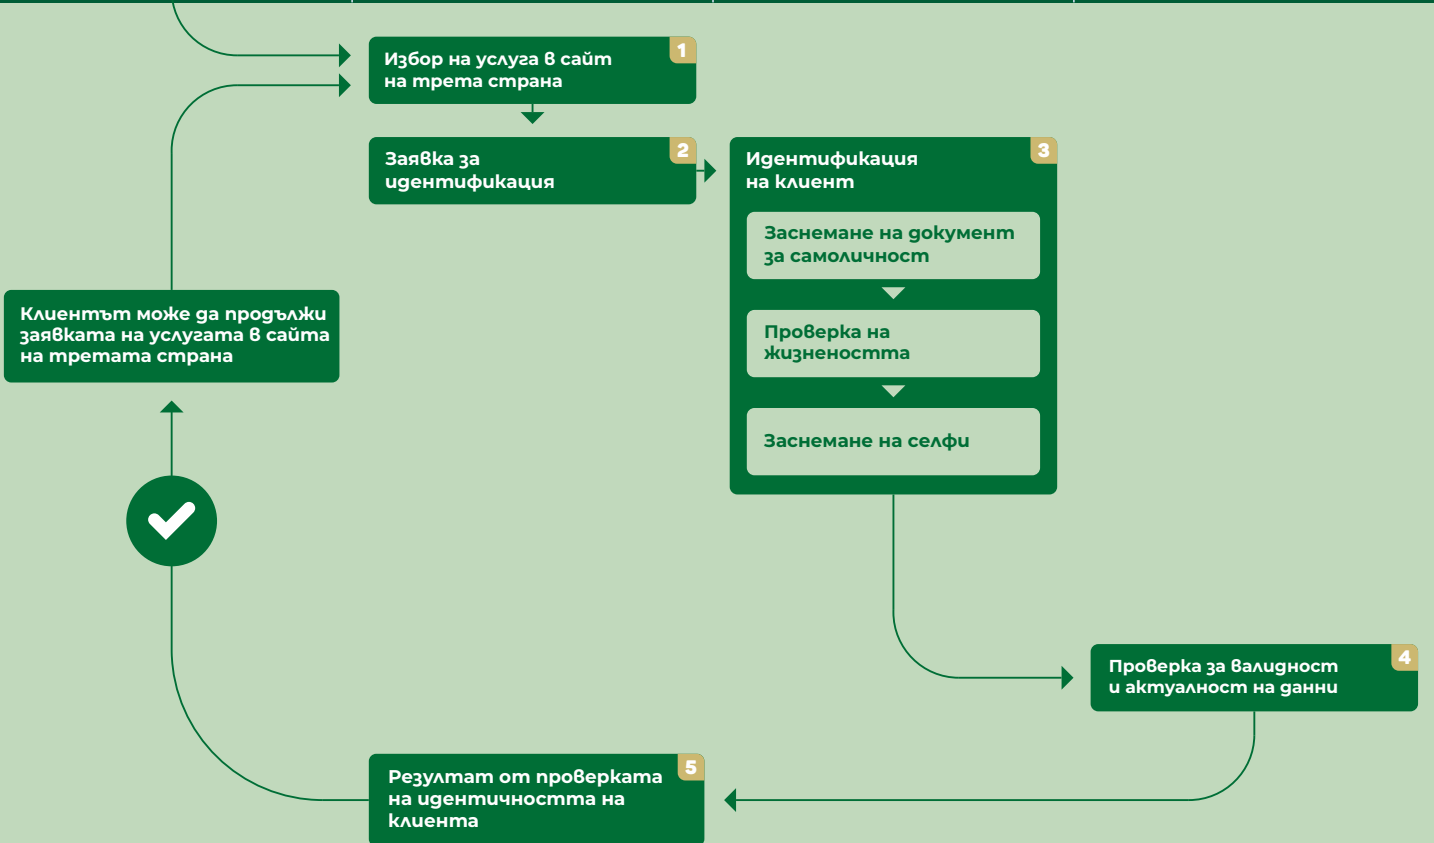 Избор на услуга в сайт
на трета страна
1
Заявка за
идентификация
2
Идентификация
на клиент
3
Заснемане на документ
за самоличност
Проверка на
жизнеността
Заснемане на селфи
Клиентът може да продължи
заявката на услугата в сайта
на третата страна
Проверка за валидност
и актуалност на данни
4
Резултат от проверката
на идентичността на
клиента
5